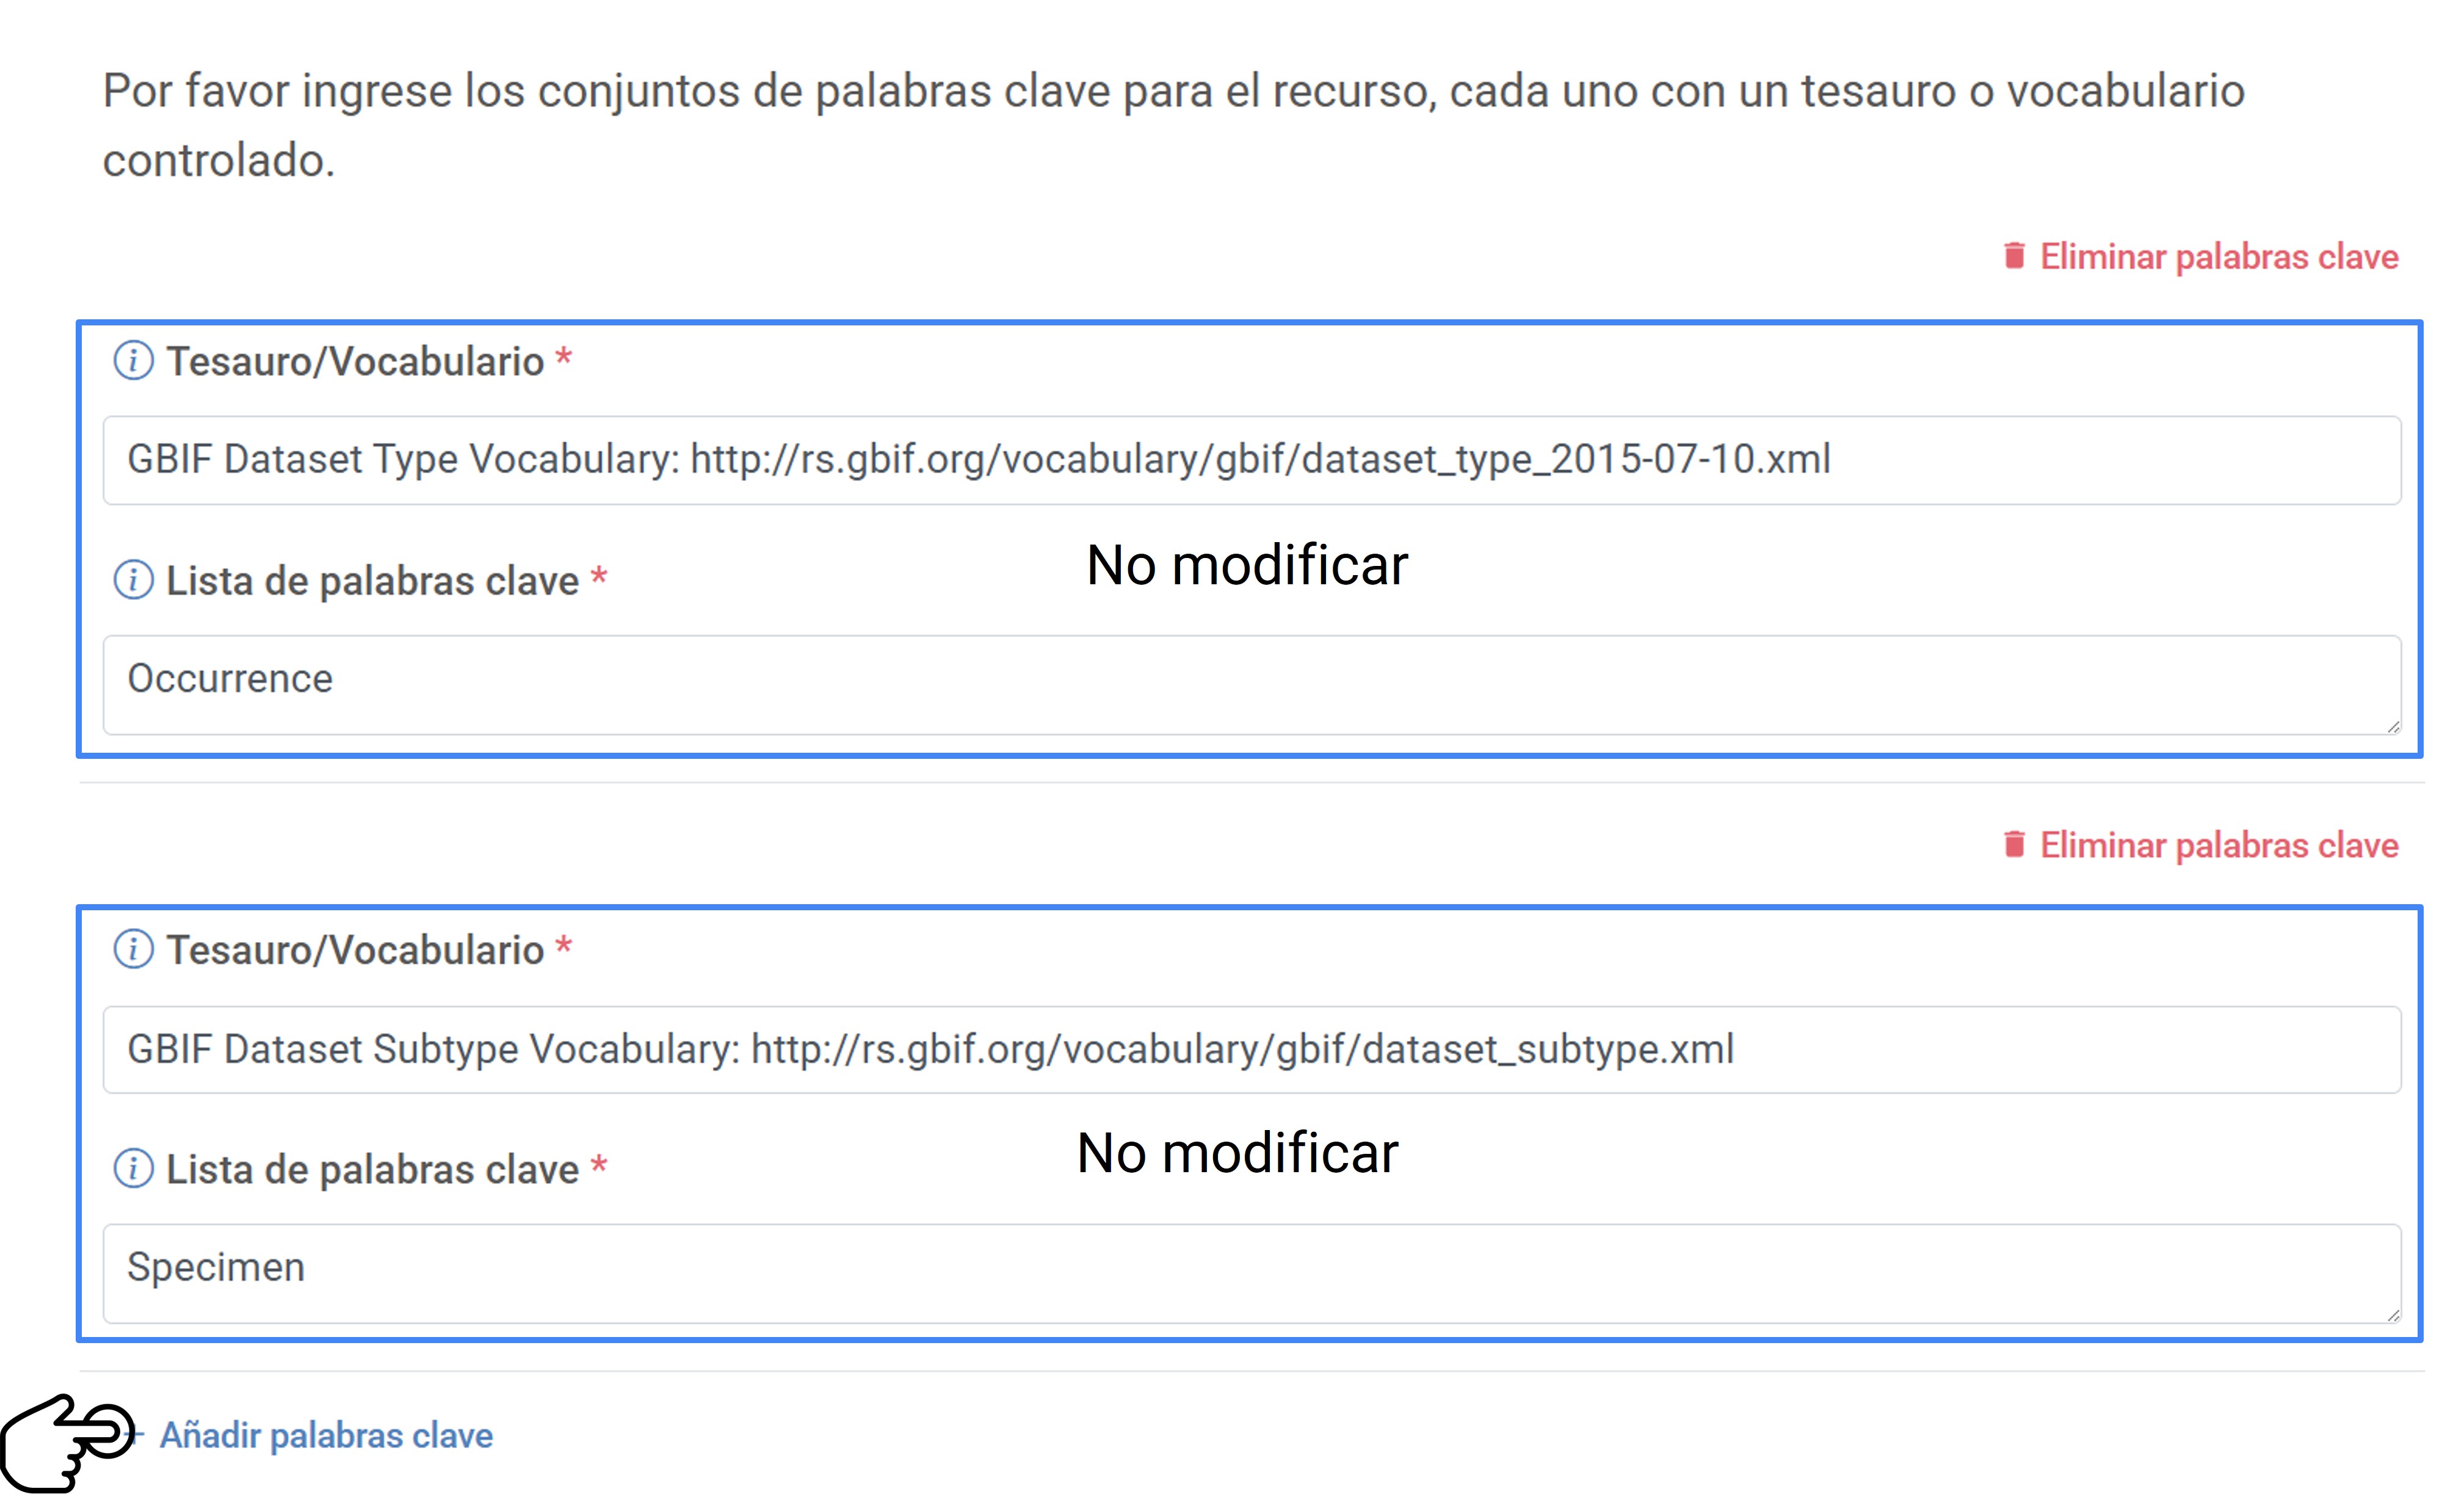 Por favor ingrese los conjuntos de palabras clave para el recurso, cada uno con un tesauro o vocabulario
controlado.
Eliminar palabras clave
Tesauro/Vocabulario *
GBIF Dataset Type Vocabulary: http://rs.gbif.org/vocabulary/gbif/dataset_type_2015-07-10.xml
No modificar
Lista de palabras clave *
Occurrence
Eliminar palabras clave
Tesauro/Vocabulario *
GBIF Dataset Subtype Vocabulary: http://rs.gbif.org/vocabulary/gbif/dataset_subtype.xml
No modificar
Lista de palabras clave *
Specimen
+ Añadir palabras clave